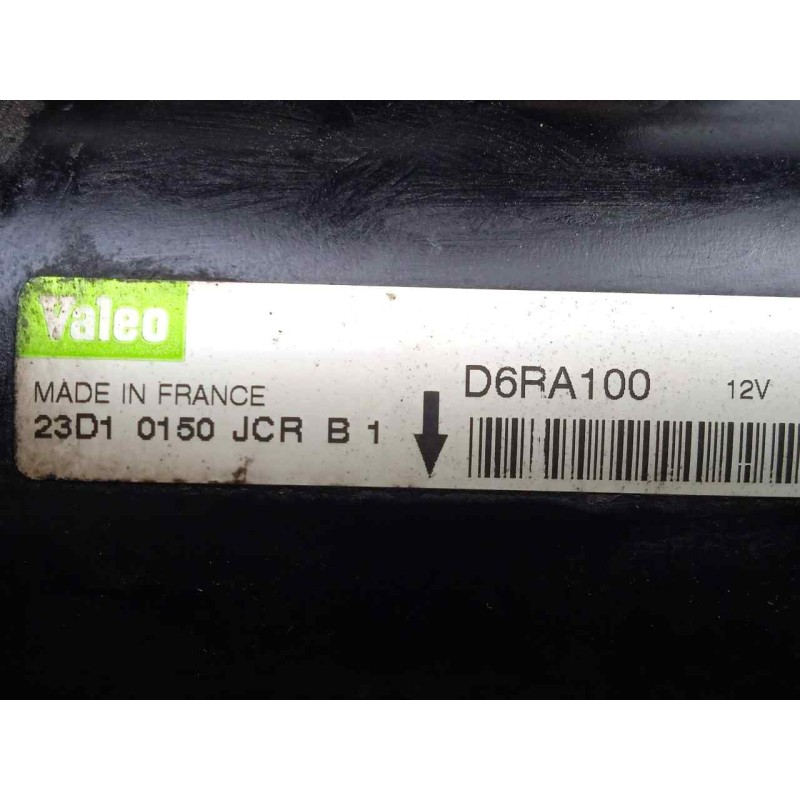 Valeo
MADE IN FRANCE
23D1 0150 JCR B 1
D6RA100 12V